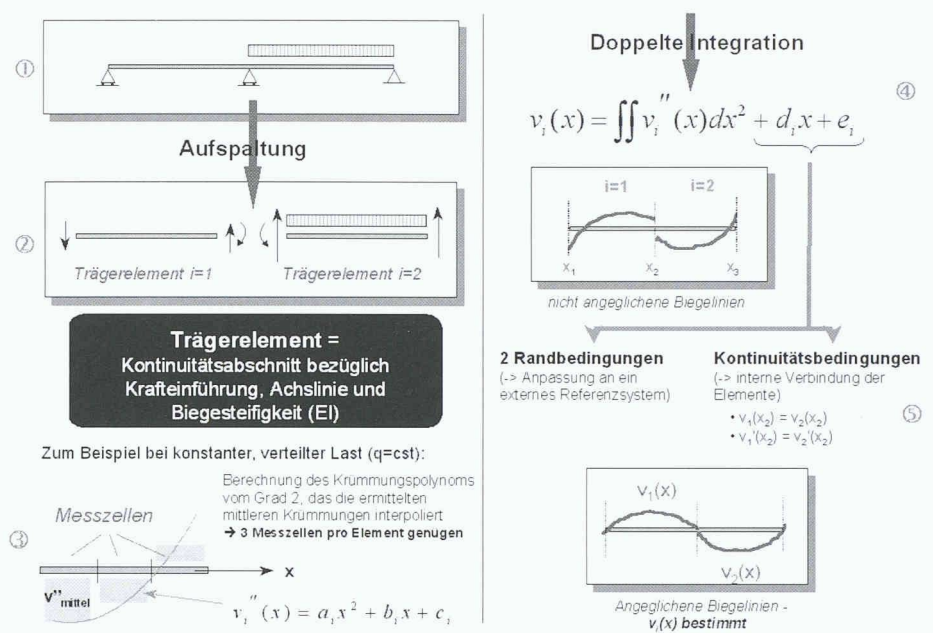 ①
Aufspaltung
②
Trägerelement i=1
Trägerelement i=2
Trägerelement =
Kontinuitätsabschnitt bezüglich
Krafteinführung, Achslinie und
Biegesteifigkeit (EI)
Zum Beispiel bei konstanter, verteilter Last (q=cst):
Berechnung des Krümmungspolynoms
vom Grad 2, das die ermittelten
mittleren Krümmungen interpoliert
→ 3 Messzellen pro Element genügen
Messzellen
③
x
v''mittel
vᵢ''(x) = aᵢx² + bᵢx + cᵢ
Doppelte Integration
④
vᵢ(x) = ∬ vᵢ''(x)dx² + dᵢx + eᵢ
i=1
i=2
x₁
x₂
x₃
nicht angeglichene Biegelinien
2 Randbedingungen
(-> Anpassung an ein
externes Referenzsystem)
Kontinuitätsbedingungen
(-> interne Verbindung der
Elemente)
• v₁(x₂) = v₂(x₂)
• v₁'(x₂) = v₂'(x₂)
⑤
v₁(x)
v₂(x)
Angeglichene Biegelinien -
vᵢ(x) bestimmt